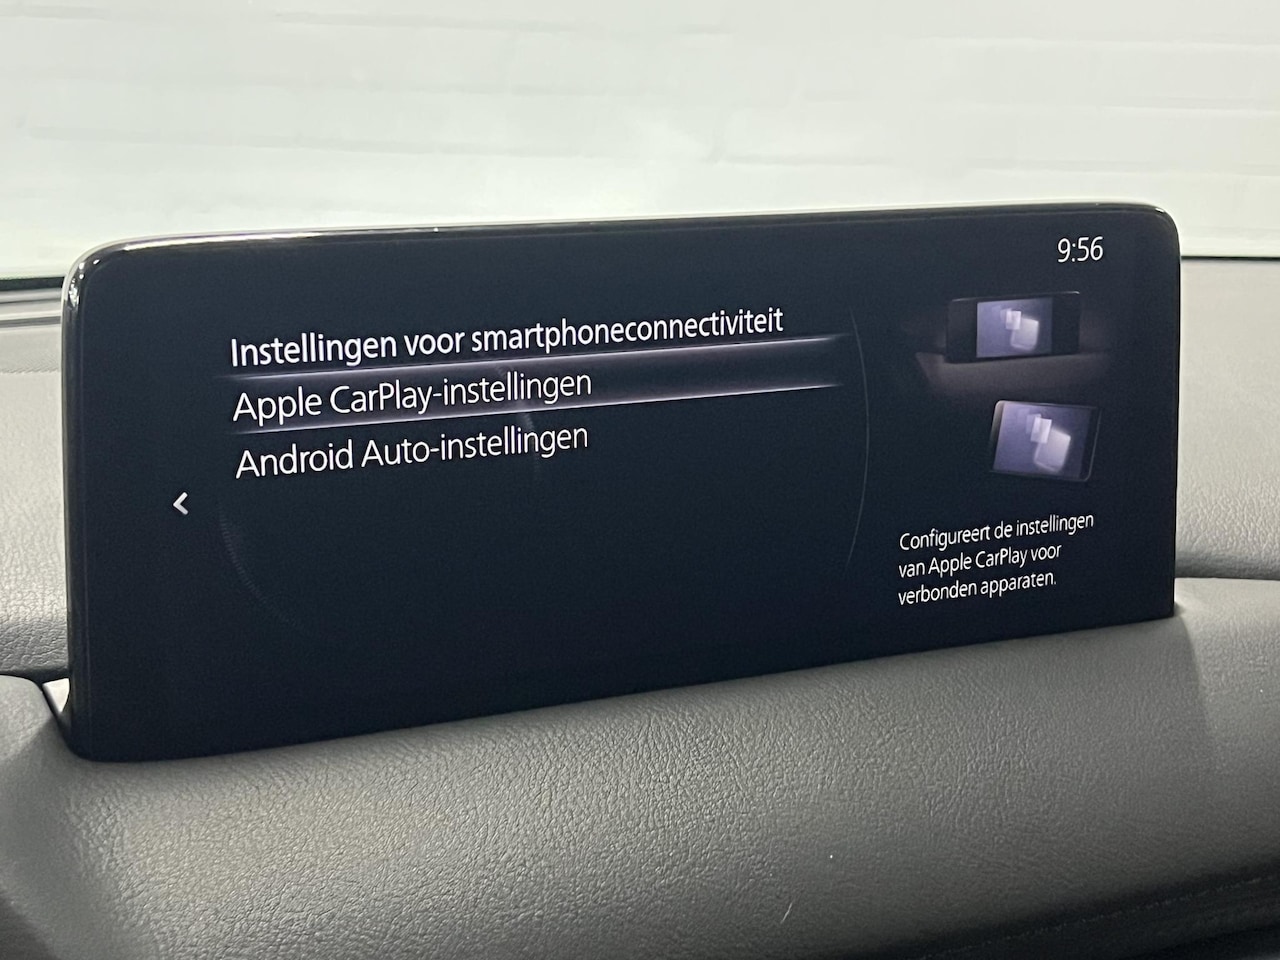 9:56
Instellingen voor smartphoneconnectiviteit
Apple CarPlay-instellingen
Android Auto-instellingen
Configureert de instellingen
van Apple CarPlay voor
verbonden apparaten.